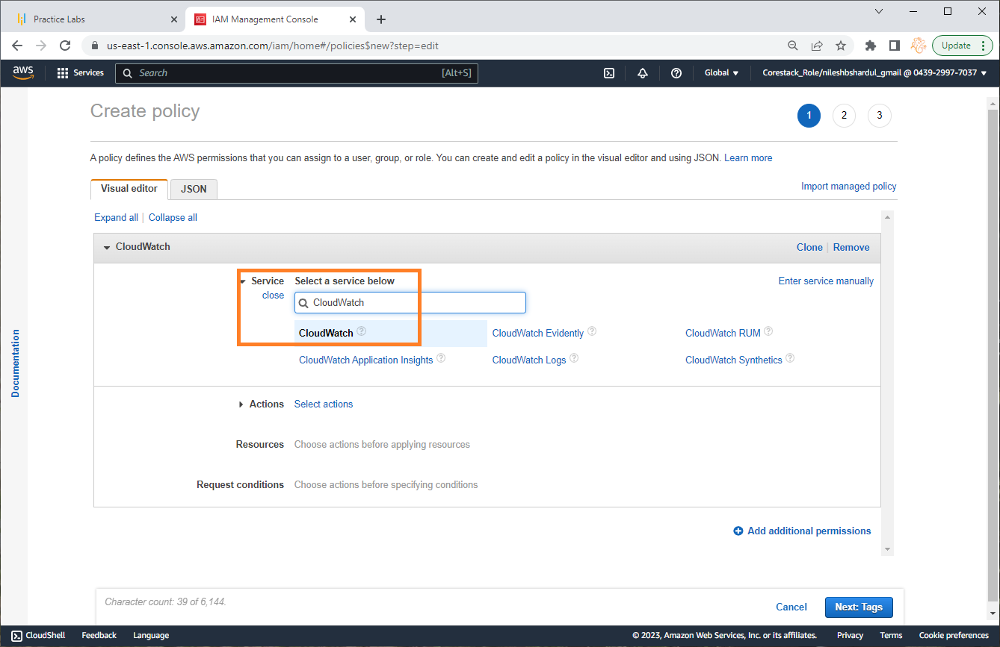 Practice Labs
IAM Management Console
us-east-1.console.aws.amazon.com/iam/home#/policies$new?step=edit
Update
aws
Services
Search
[Alt+S]
Global
Corestack_Role/nileshbshardul_gmail @ 0439-2997-7037
Create policy
1 2 3
A policy defines the AWS permissions that you can assign to a user, group, or role. You can create and edit a policy in the visual editor and using JSON. Learn more
Visual editor JSON
Import managed policy
Expand all | Collapse all
CloudWatch
Clone | Remove
Service Select a service below
close
Enter service manually
CloudWatch
CloudWatch CloudWatch Evidently CloudWatch RUM
CloudWatch Application Insights CloudWatch Logs CloudWatch Synthetics
Documentation
Actions Select actions
Resources Choose actions before applying resources
Request conditions Choose actions before specifying conditions
Add additional permissions
Character count: 39 of 6,144.
Cancel Next: Tags
CloudShell Feedback Language © 2023, Amazon Web Services, Inc. or its affiliates. Privacy Terms Cookie preferences